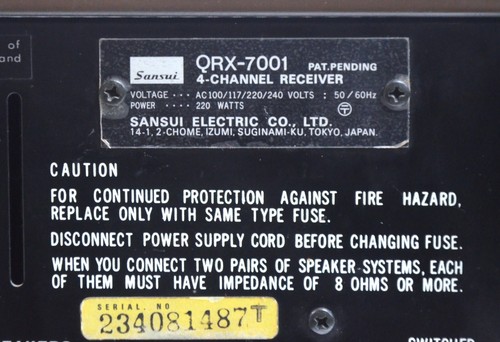 of
and
Sansui
QRX-7001 PAT.PENDING
4-CHANNEL RECEIVER
VOLTAGE ··· AC100/117/220/240 VOLTS : 50/60Hz
POWER ···· 220 WATTS
SANSUI ELECTRIC CO., LTD.
14-1, 2-CHOME, IZUMI, SUGINAMI-KU, TOKYO, JAPAN.
CAUTION
FOR CONTINUED PROTECTION AGAINST FIRE HAZARD,
REPLACE ONLY WITH SAME TYPE FUSE.
DISCONNECT POWER SUPPLY CORD BEFORE CHANGING FUSE.
WHEN YOU CONNECT TWO PAIRS OF SPEAKER-SYSTEMS, EACH
OF THEM MUST HAVE IMPEDANCE OF 8 OHMS OR MORE.
SERIAL NO
234081487T
SWITCHED